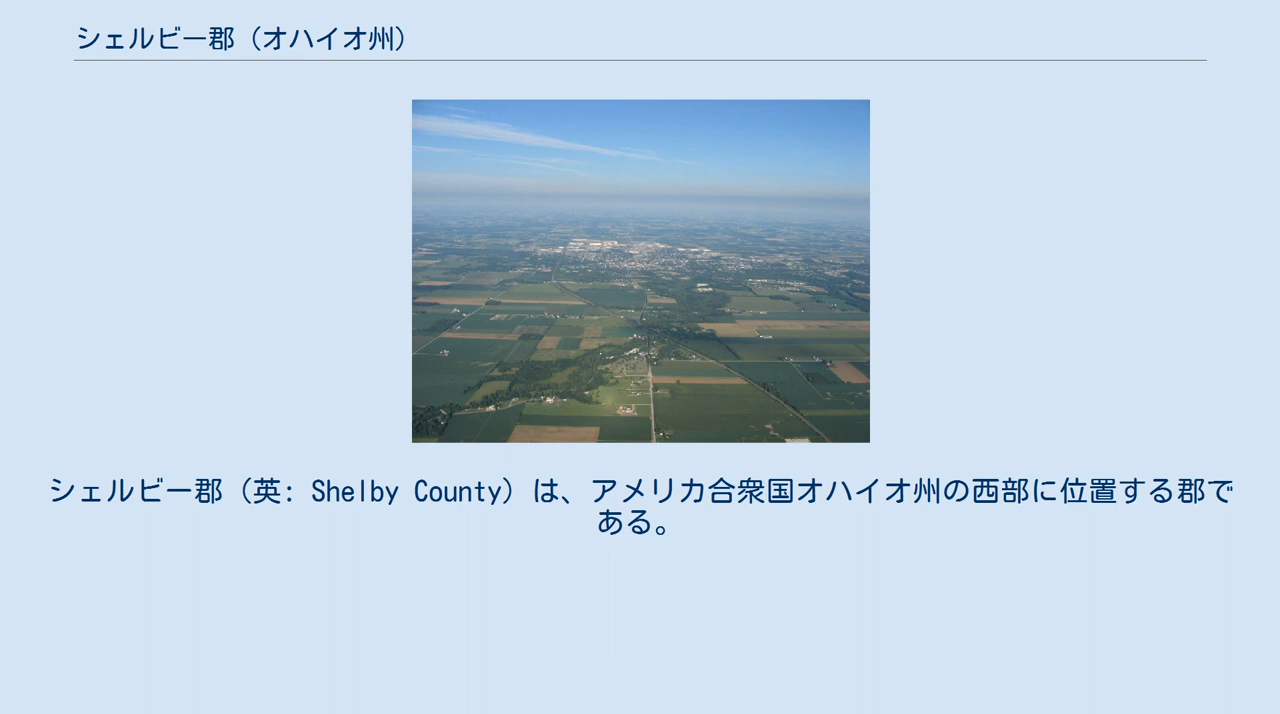 シェルビー郡（オハイオ州）
シェルビー郡（英: Shelby County）は、アメリカ合衆国オハイオ州の西部に位置する郡で
ある。